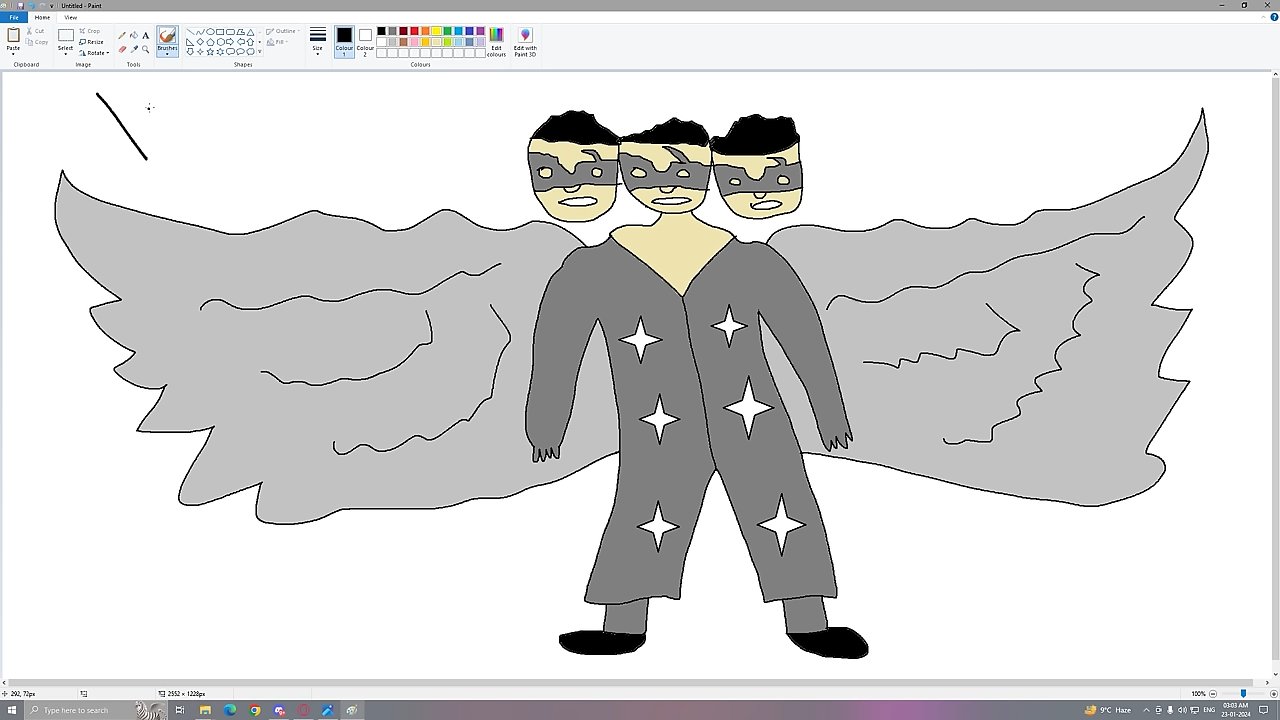 Untitled - Paint
File Home View
Paste Cut Copy Select Crop Resize Rotate Brushes Outline Fill Size Colour 1 Colour 2 Edit colours Edit with Paint 3D
Clipboard Image Tools Shapes Colours
292, 72px 2552 × 1228px 100%
Type here to search 9°C Haze ENG 03:03 AM
23-01-2024